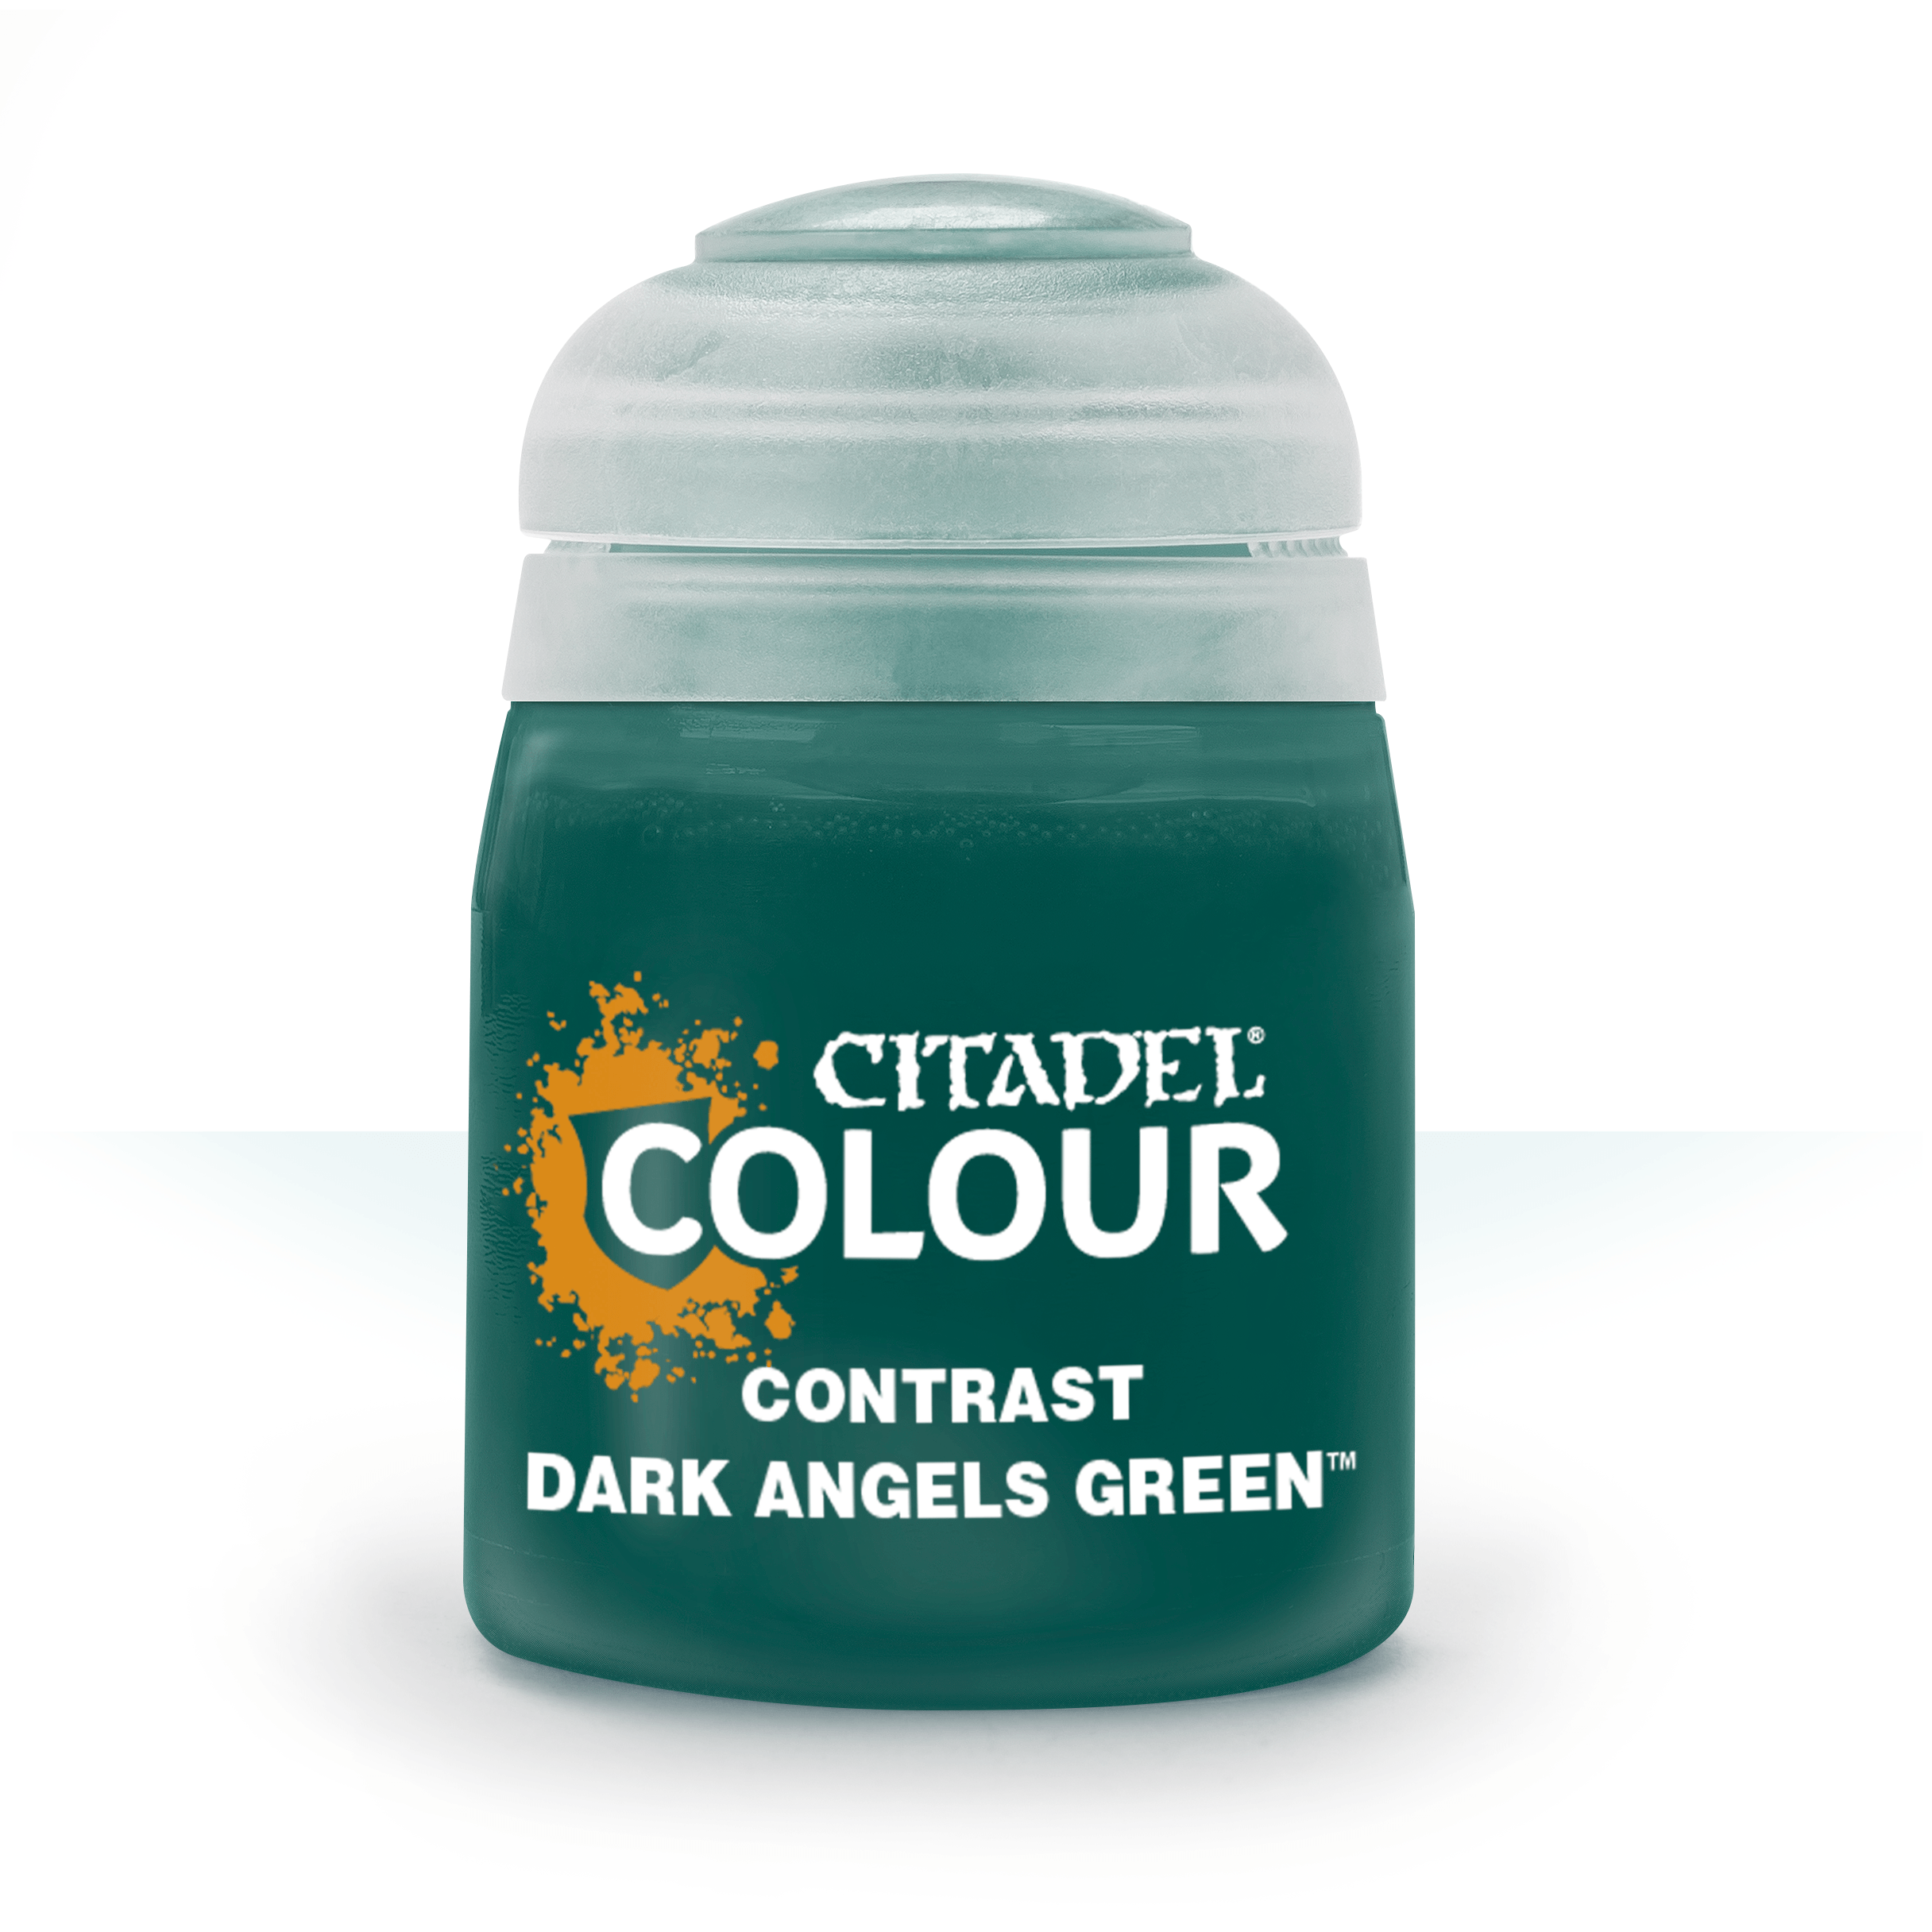 CITADEL®
COLOUR
CONTRAST
DARK ANGELS GREEN™